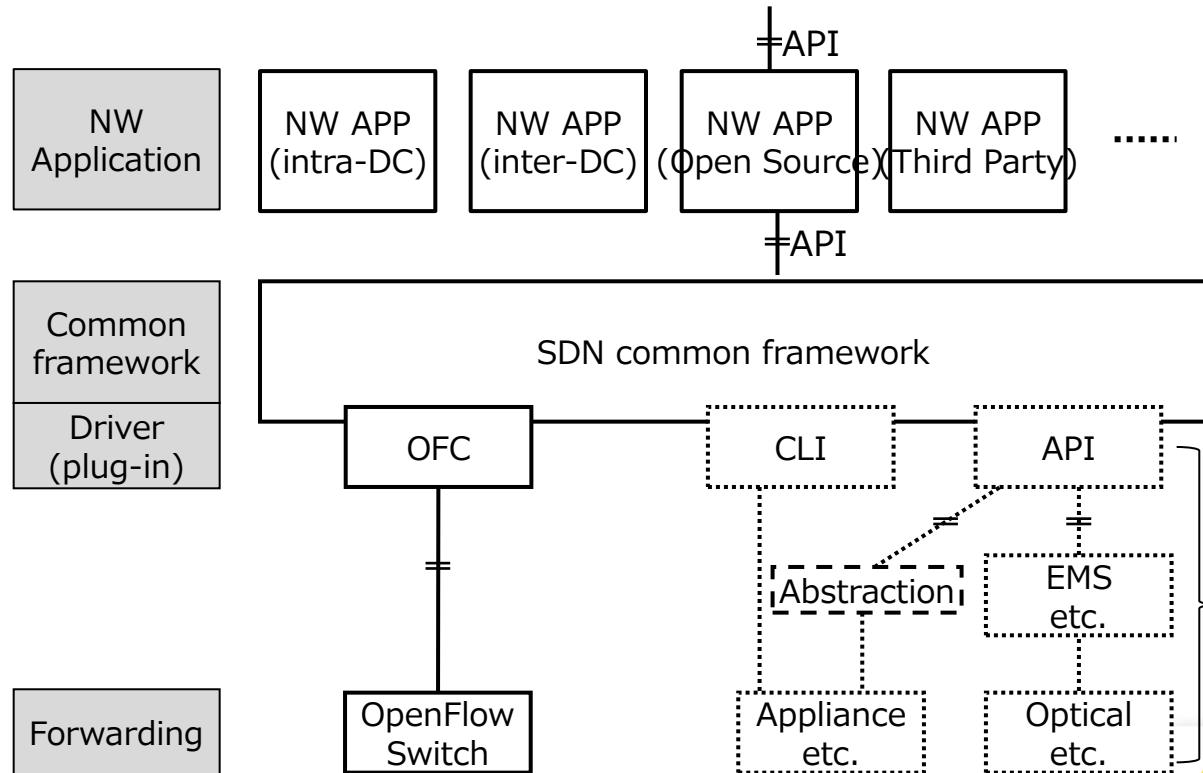 API
NW
Application
NW APP
(intra-DC)
NW APP
(inter-DC)
NW APP
(Open Source)
NW APP
(Third Party)
API
Common
framework
SDN common framework
Driver
(plug-in)
OFC
CLI
API
Abstraction
EMS
etc.
Forwarding
OpenFlow
Switch
Appliance
etc.
Optical
etc.